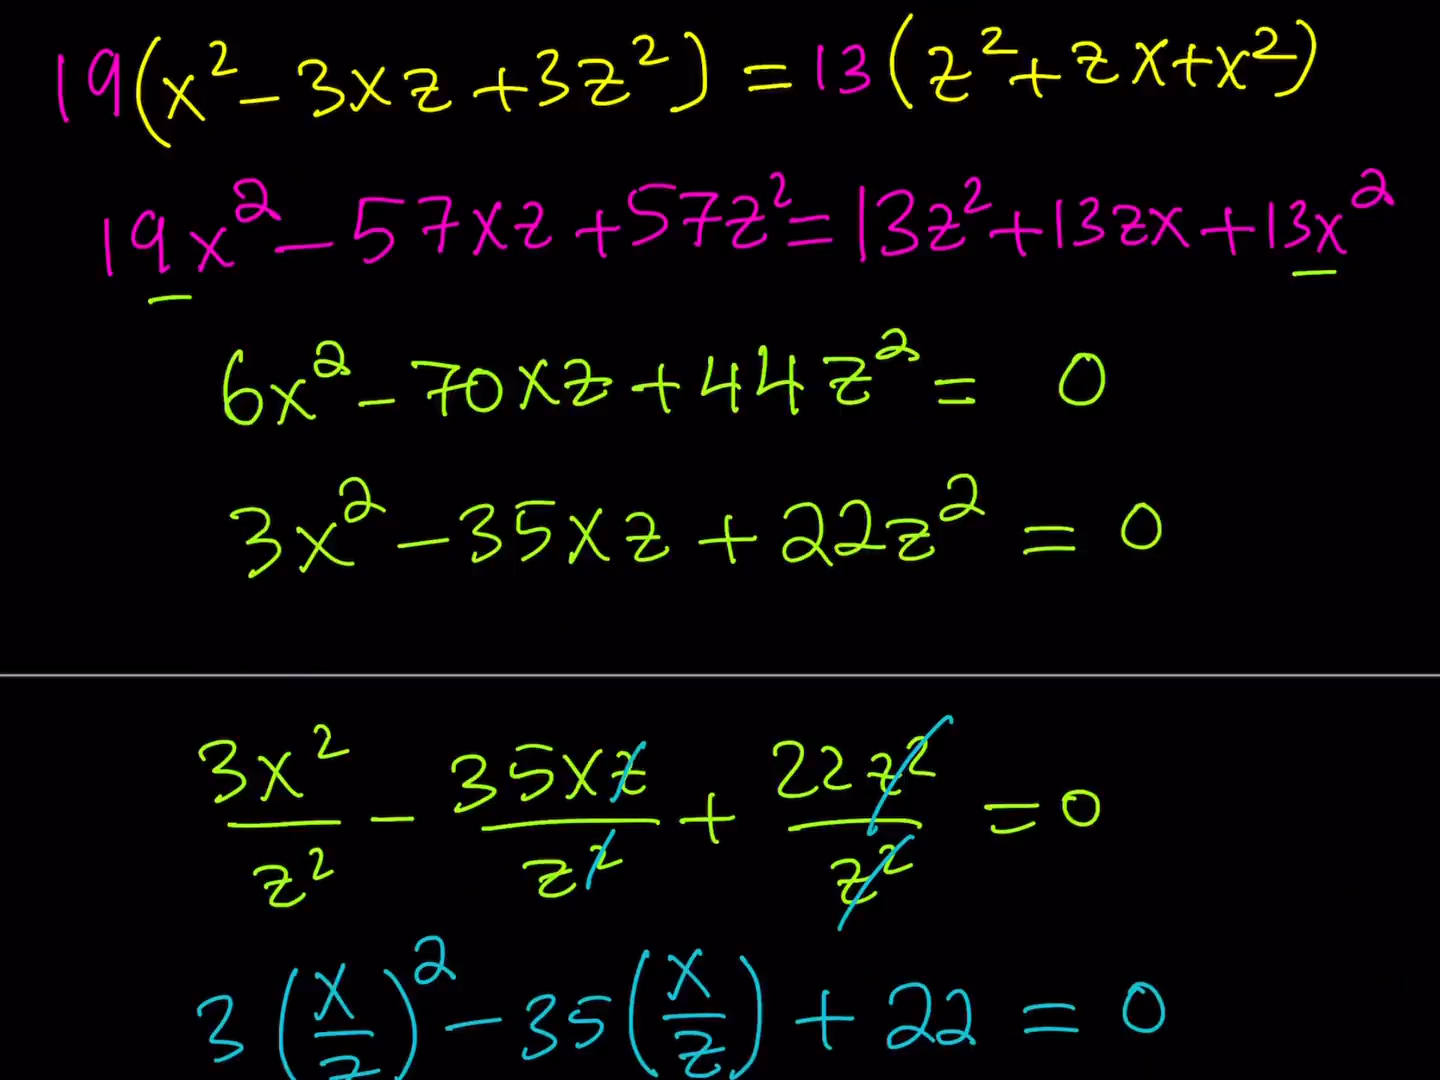 19(x² - 3xz + 3z²) = 13(z² + zx + x²)
19x² - 57xz + 57z² = 13z² + 13zx + 13x²
6x² - 70xz + 44z² = 0
3x² - 35xz + 22z² = 0
3x²/z² - 35xz/z² + 22z²/z² = 0
3(x/z)² - 35(x/z) + 22 = 0